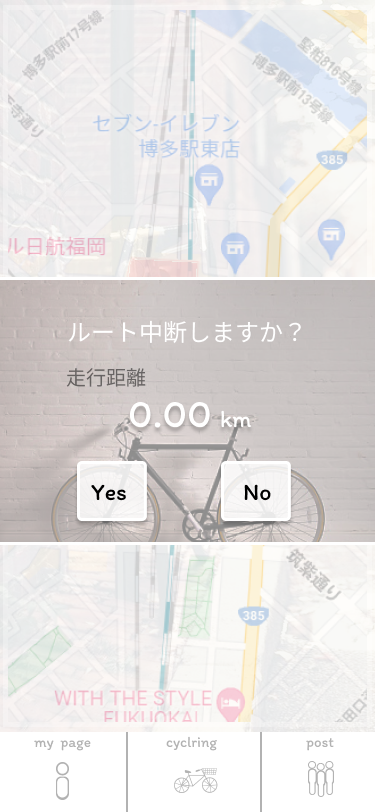 博多駅前17号線
堅粕816号線
博多駅前13号線
セブン-イレブン
博多駅東店
385
ル日航福岡
ルート中断しますか？
走行距離
0.00 km
Yes
No
筑紫通り
385
WITH THE STYLE
FUKUOKA
my page
cyclring
post